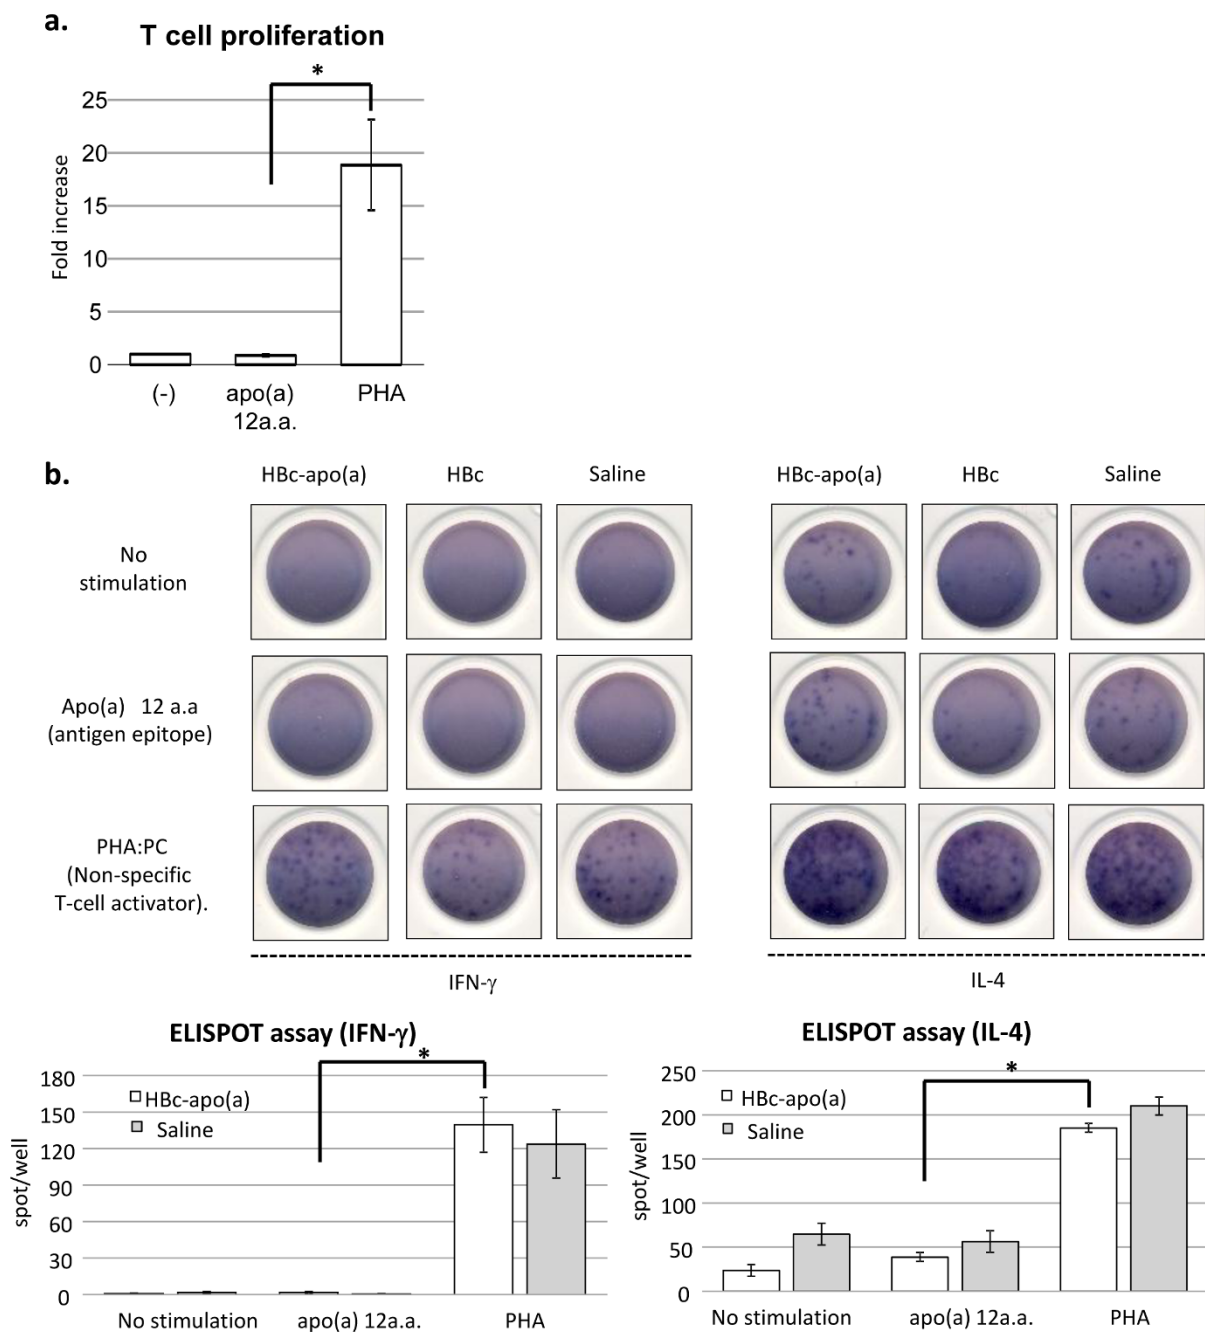 a.
T cell proliferation
*
25
20
15
10
5
0
Fold increase
(-)
apo(a)
12a.a.
PHA
b.
HBc-apo(a) HBc Saline HBc-apo(a) HBc Saline
No
stimulation
Apo(a) 12 a.a
(antigen epitope)
PHA:PC
(Non-specific
T-cell activator).
IFN-γ
IL-4
ELISPOT assay (IFN-γ)
*
180
150
120
90
60
30
0
spot/well
HBc-apo(a)
Saline
No stimulation apo(a) 12a.a. PHA
ELISPOT assay (IL-4)
*
250
200
150
100
50
0
spot/well
HBc-apo(a)
Saline
No stimulation apo(a) 12a.a. PHA